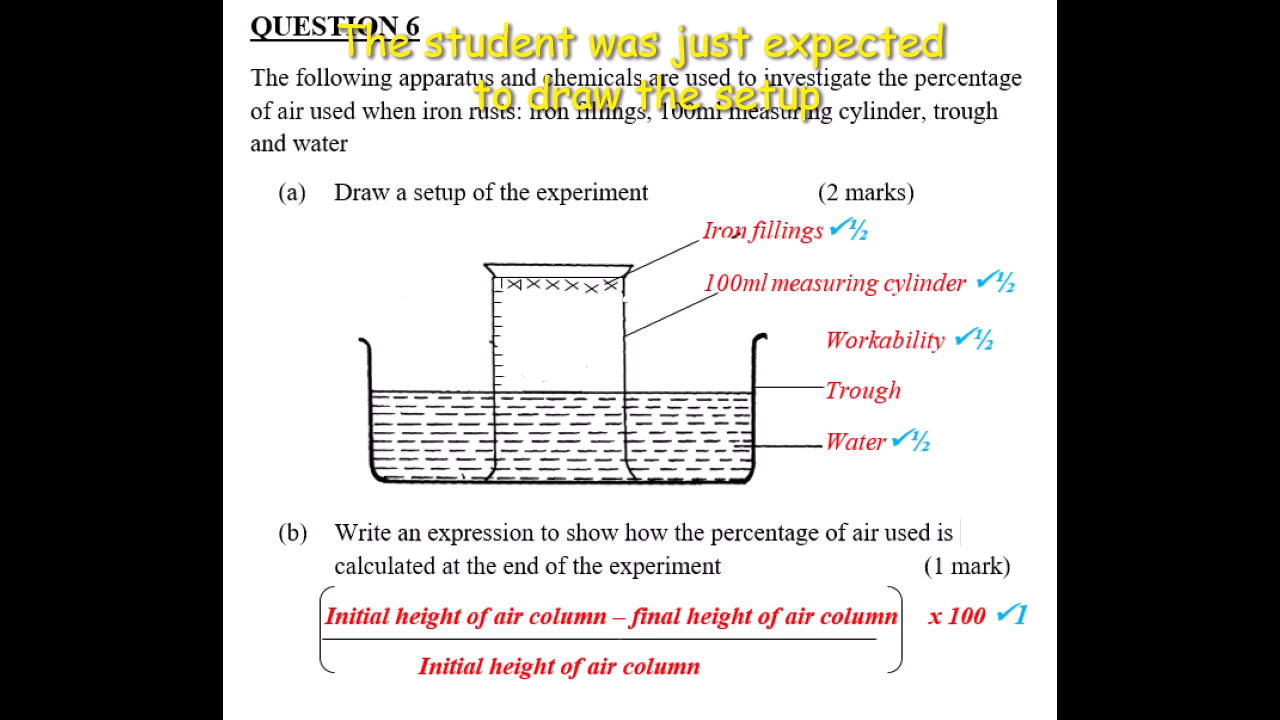 QUESTION 6
The student was just expected
to draw the setup
The following apparatus and chemicals are used to investigate the percentage
of air used when iron rusts: iron fillings, 100ml measuring cylinder, trough
and water
(a) Draw a setup of the experiment (2 marks)
Iron fillings ✓½
100ml measuring cylinder ✓½
Workability ✓½
Trough
Water ✓½
(b) Write an expression to show how the percentage of air used is
calculated at the end of the experiment (1 mark)
Initial height of air column – final height of air column x 100 ✓1
Initial height of air column